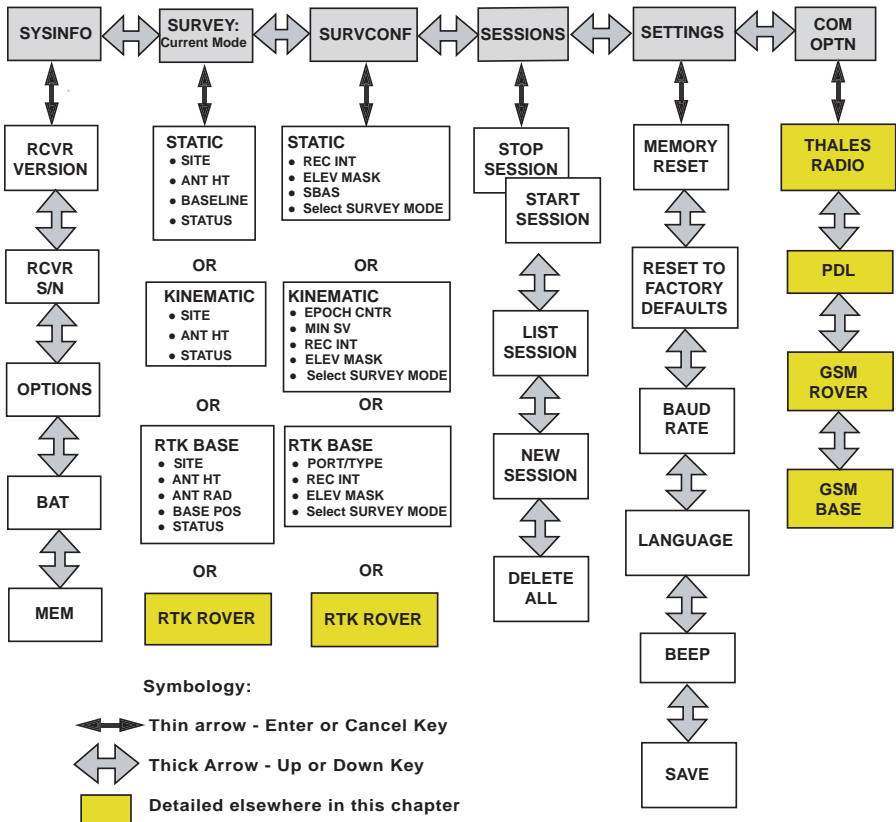 SYSINFO
SURVEY:
Current Mode
SURVCONF
SESSIONS
SETTINGS
COM
OPTN
RCVR
VERSION
RCVR
S/N
OPTIONS
BAT
MEM
STATIC
● SITE
● ANT HT
● BASELINE
● STATUS
OR
KINEMATIC
● SITE
● ANT HT
● STATUS
OR
RTK BASE
● SITE
● ANT HT
● ANT RAD
● BASE POS
● STATUS
OR
RTK ROVER
STATIC
● REC INT
● ELEV MASK
● SBAS
● Select SURVEY MODE
OR
KINEMATIC
● EPOCH CNTR
● MIN SV
● REC INT
● ELEV MASK
● Select SURVEY MODE
OR
RTK BASE
● PORT/TYPE
● REC INT
● ELEV MASK
● Select SURVEY MODE
OR
RTK ROVER
STOP
SESSION
START
SESSION
LIST
SESSION
NEW
SESSION
DELETE
ALL
MEMORY
RESET
RESET TO
FACTORY
DEFAULTS
BAUD
RATE
LANGUAGE
BEEP
SAVE
THALES
RADIO
PDL
GSM
ROVER
GSM
BASE
Symbology:
Thin arrow - Enter or Cancel Key
Thick Arrow - Up or Down Key
Detailed elsewhere in this chapter